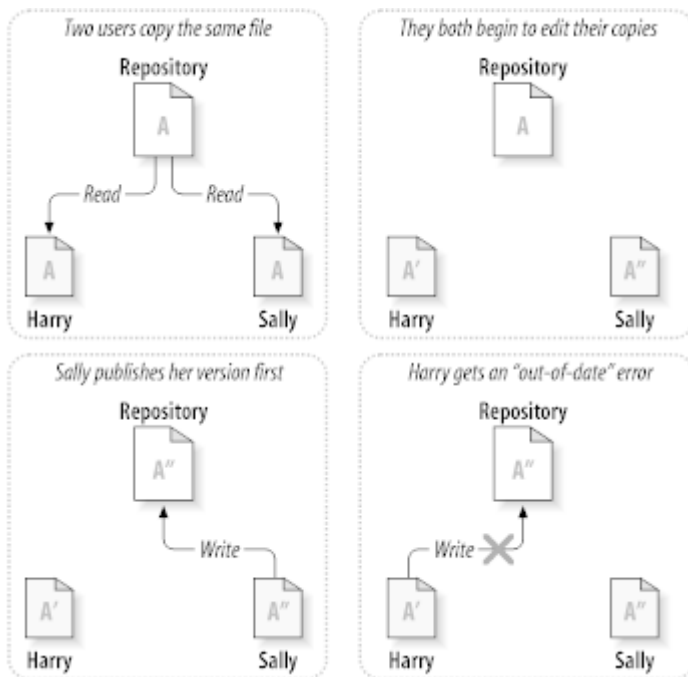 Two users copy the same file
Repository
A
Read
Read
A
A
Harry
Sally
They both begin to edit their copies
Repository
A
A′
A″
Harry
Sally
Sally publishes her version first
Repository
A″
Write
A′
A″
Harry
Sally
Harry gets an “out-of-date” error
Repository
A″
Write
A′
A″
Harry
Sally